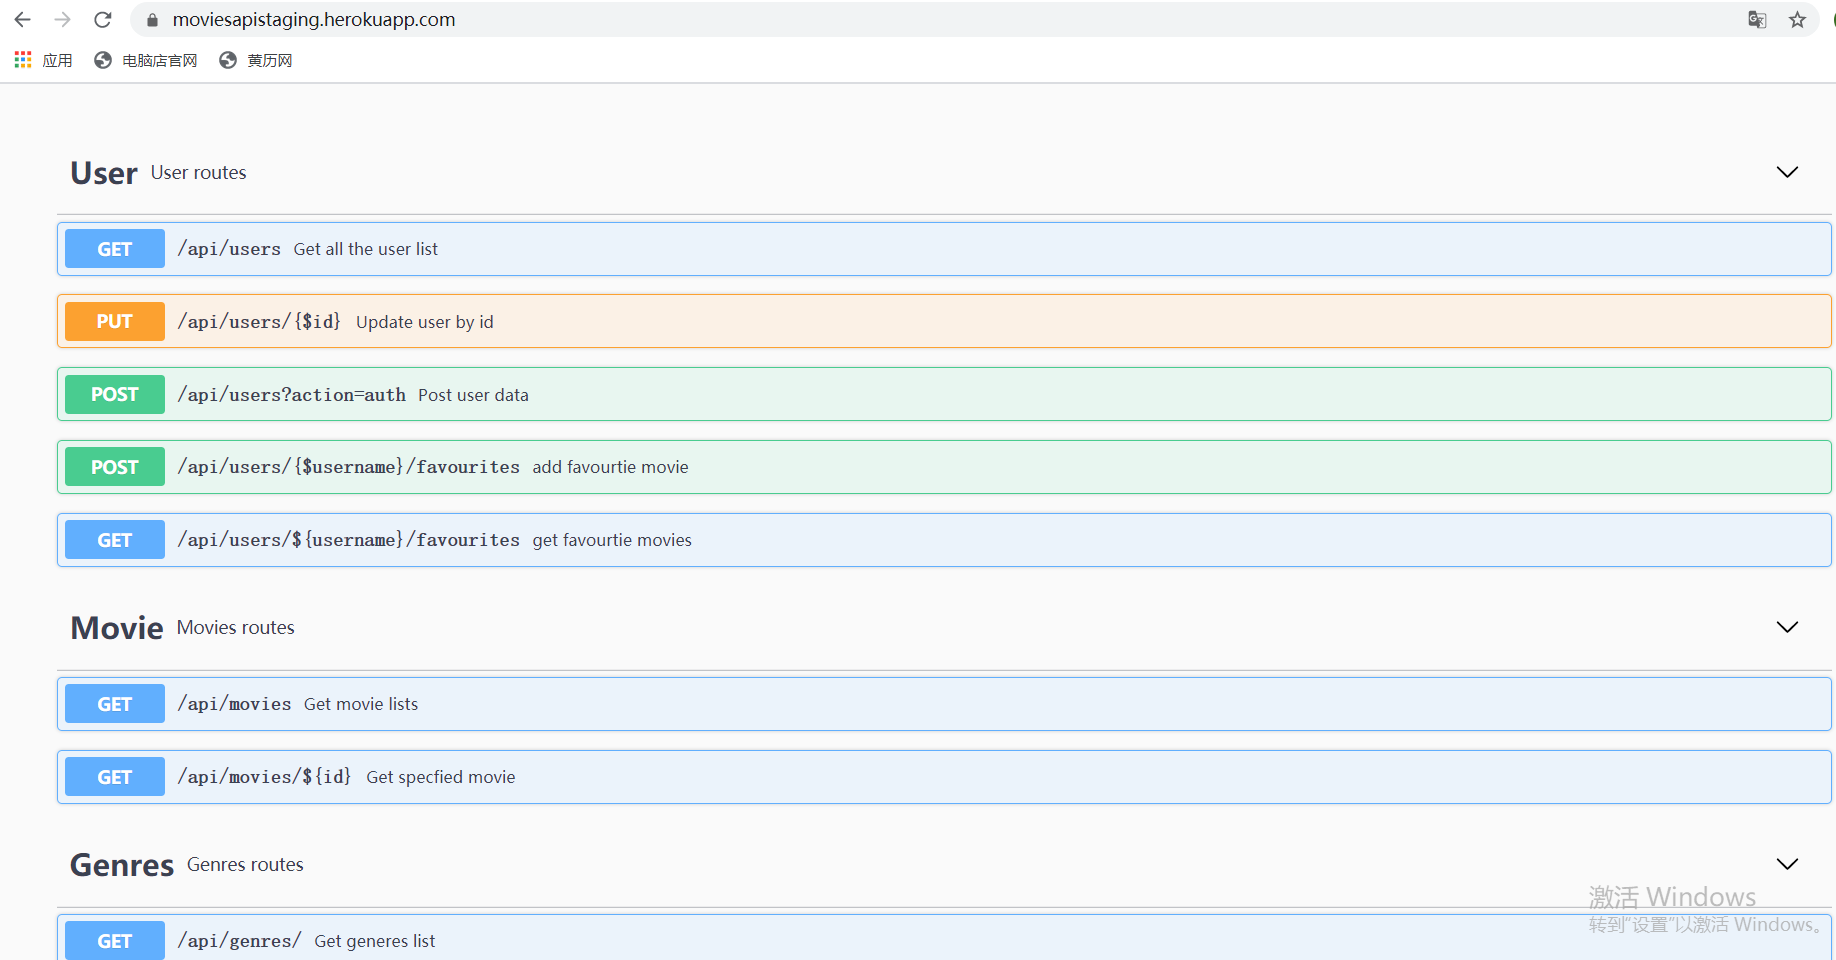 moviesapistaging.herokuapp.com
应用 电脑店官网 黄历网
User User routes
GET /api/users Get all the user list
PUT /api/users/{$id} Update user by id
POST /api/users?action=auth Post user data
POST /api/users/{$username}/favourites add favourtie movie
GET /api/users/${username}/favourites get favourtie movies
Movie Movies routes
GET /api/movies Get movie lists
GET /api/movies/${id} Get specfied movie
Genres Genres routes
激活 Windows
转到“设置”以激活 Windows。
GET /api/genres/ Get generes list